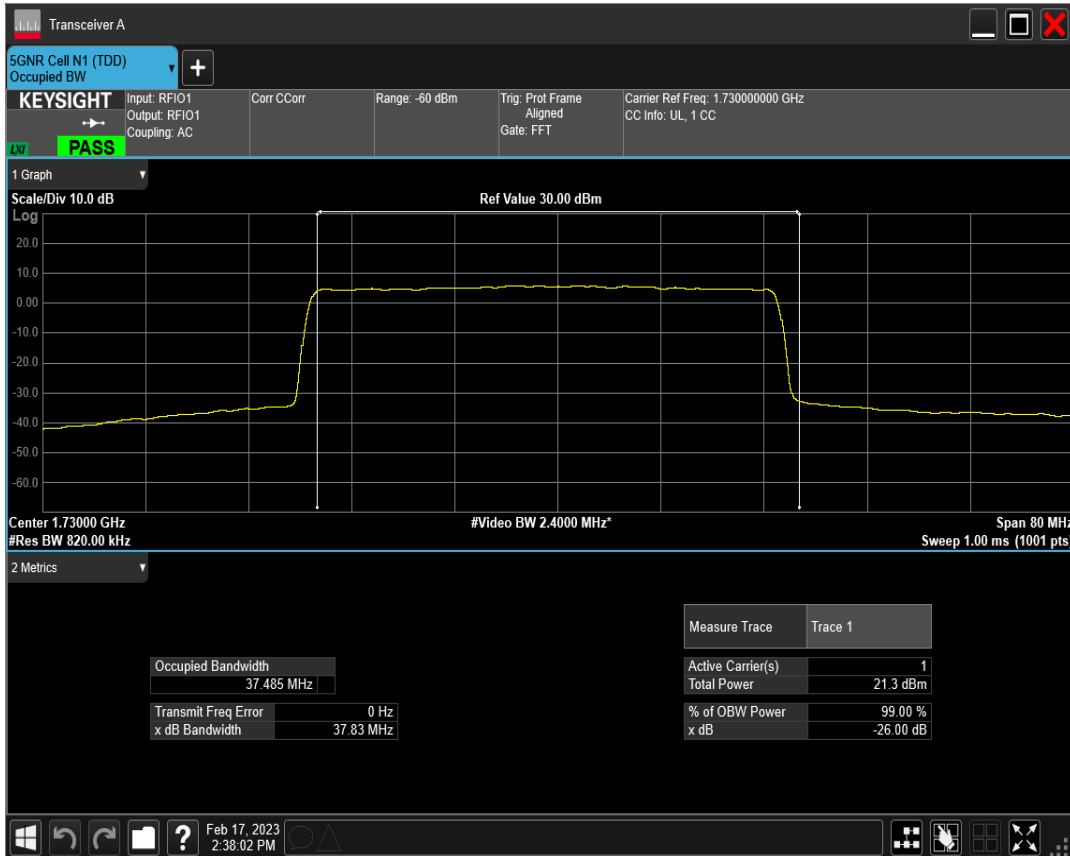 Transceiver A
5GNR Cell N1 (TDD)
Occupied BW
+
KEYSIGHT
LXI
PASS
Input: RFIO1
Output: RFIO1
Coupling: AC
Corr CCorr
Range: -60 dBm
Trig: Prot Frame
Aligned
Gate: FFT
Carrier Ref Freq: 1.730000000 GHz
CC Info: UL, 1 CC
1 Graph
Scale/Div 10.0 dB
Ref Value 30.00 dBm
Log
20.0
10.0
0.00
-10.0
-20.0
-30.0
-40.0
-50.0
-60.0
Center 1.73000 GHz
#Video BW 2.4000 MHz*
Span 80 MHz
#Res BW 820.00 kHz
Sweep 1.00 ms (1001 pts)
2 Metrics
Measure Trace Trace 1
Occupied Bandwidth
37.485 MHz
Transmit Freq Error 0 Hz
x dB Bandwidth 37.83 MHz
Active Carrier(s) 1
Total Power 21.3 dBm
% of OBW Power 99.00 %
x dB -26.00 dB
?
Feb 17, 2023
2:38:02 PM